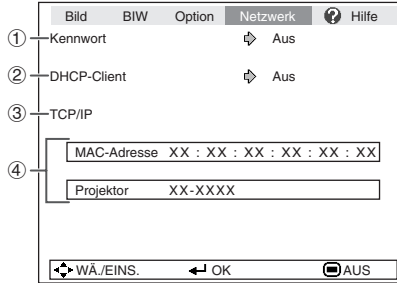 Bild BIW Option Netzwerk ? Hilfe
① Kennwort Aus
② DHCP-Client Aus
③ TCP/IP
④
MAC-Adresse XX : XX : XX : XX : XX : XX
Projektor XX-XXXX
WÄ./EINS. OK AUS